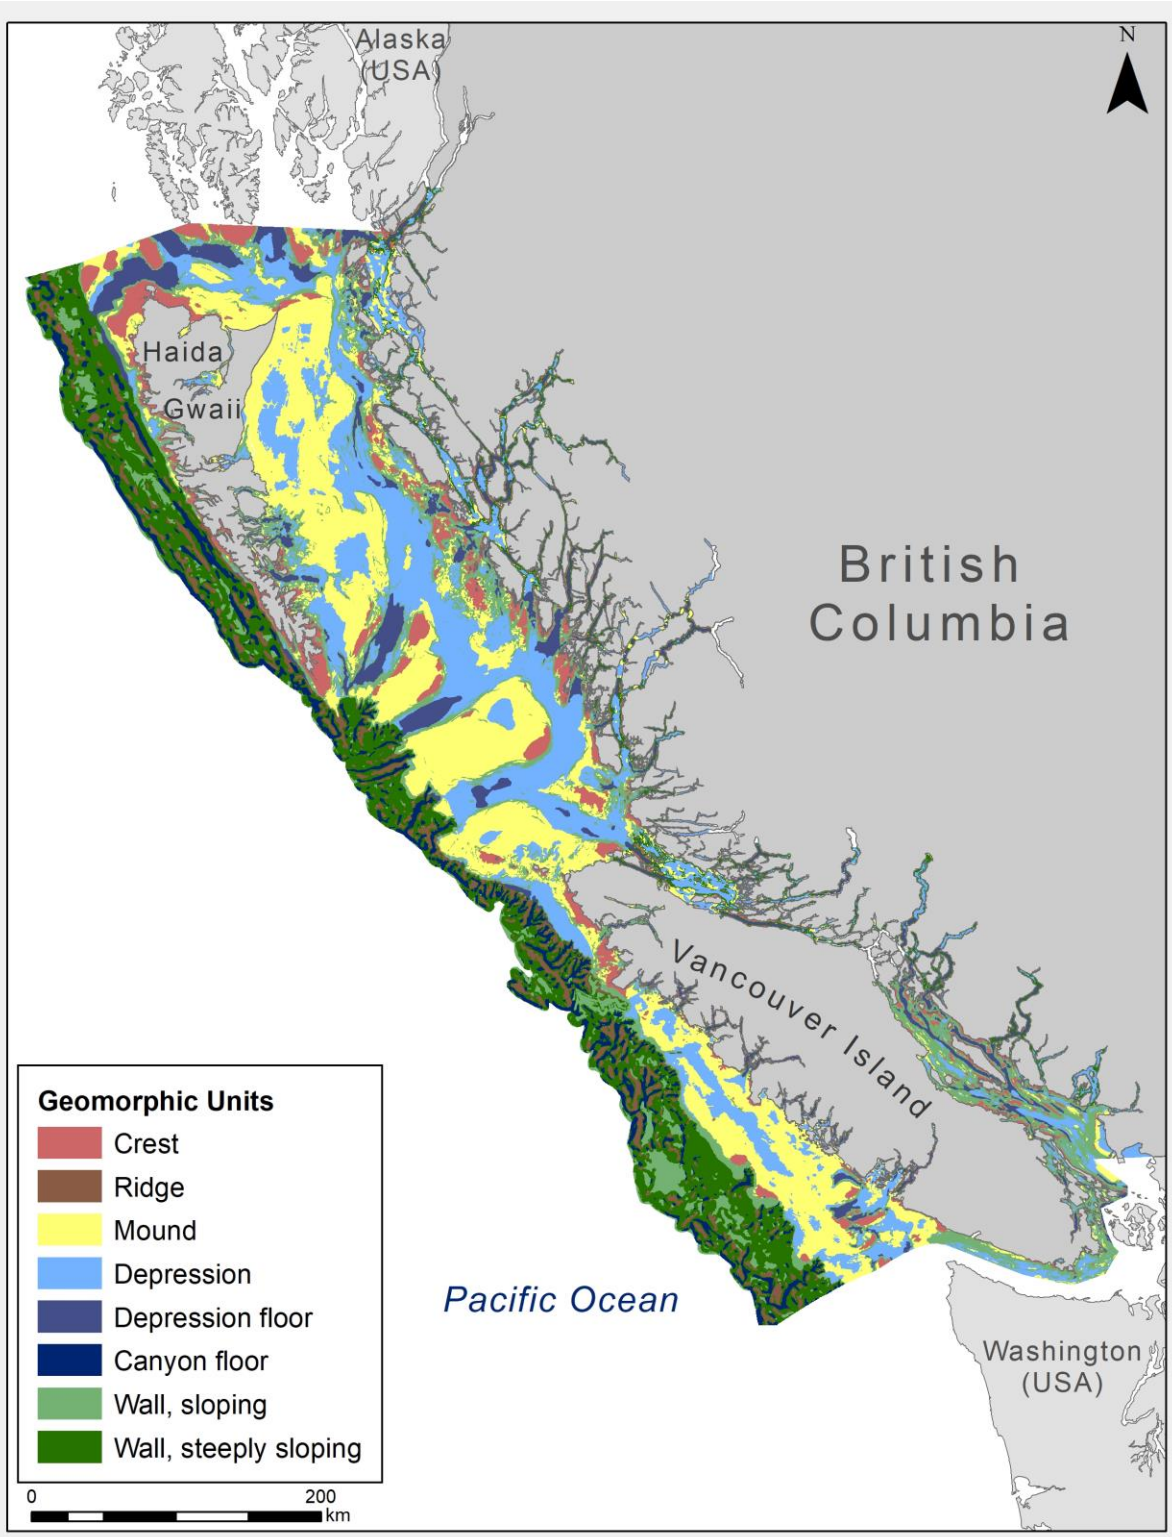 Alaska
(USA)
N
Haida
Gwaii
British
Columbia
Vancouver Island
Pacific Ocean
Washington
(USA)
Geomorphic Units
Crest
Ridge
Mound
Depression
Depression floor
Canyon floor
Wall, sloping
Wall, steeply sloping
0 200
km